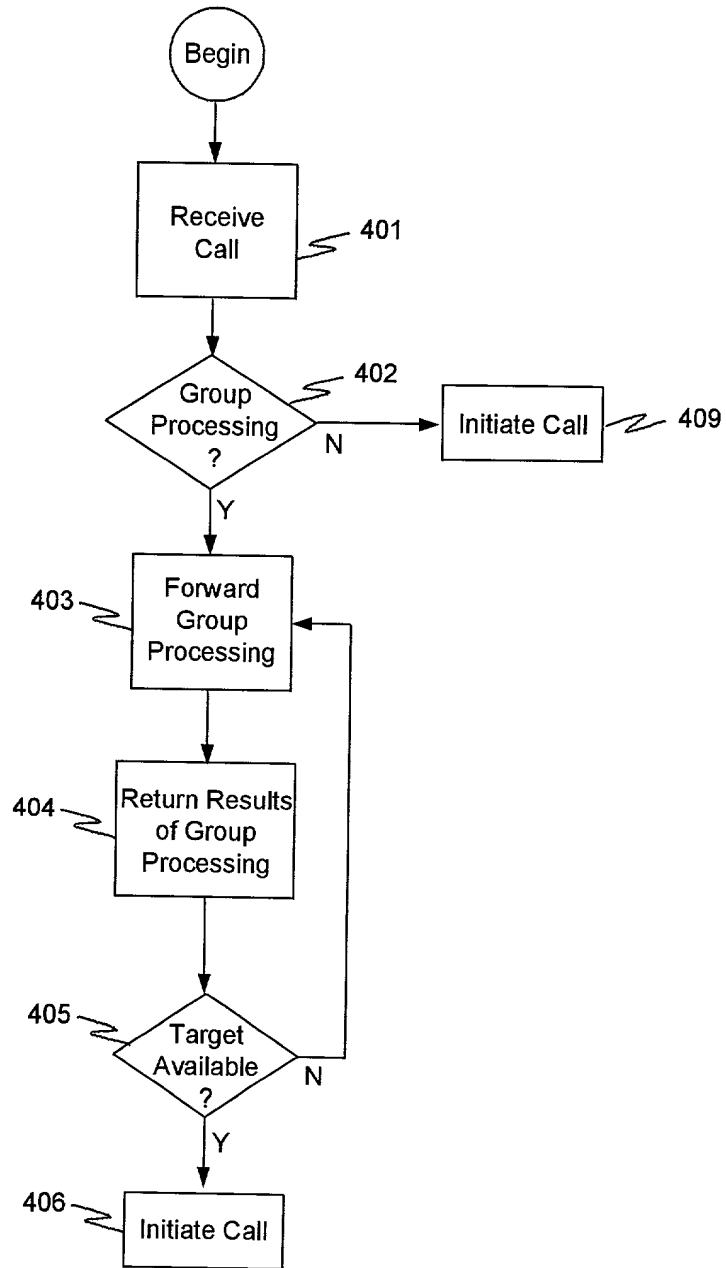 Begin
Receive
Call
401
Group
Processing
?
402
N
Initiate Call
409
Y
Forward
Group
Processing
403
Return Results
of Group
Processing
404
Target
Available
?
405
N
Y
Initiate Call
406